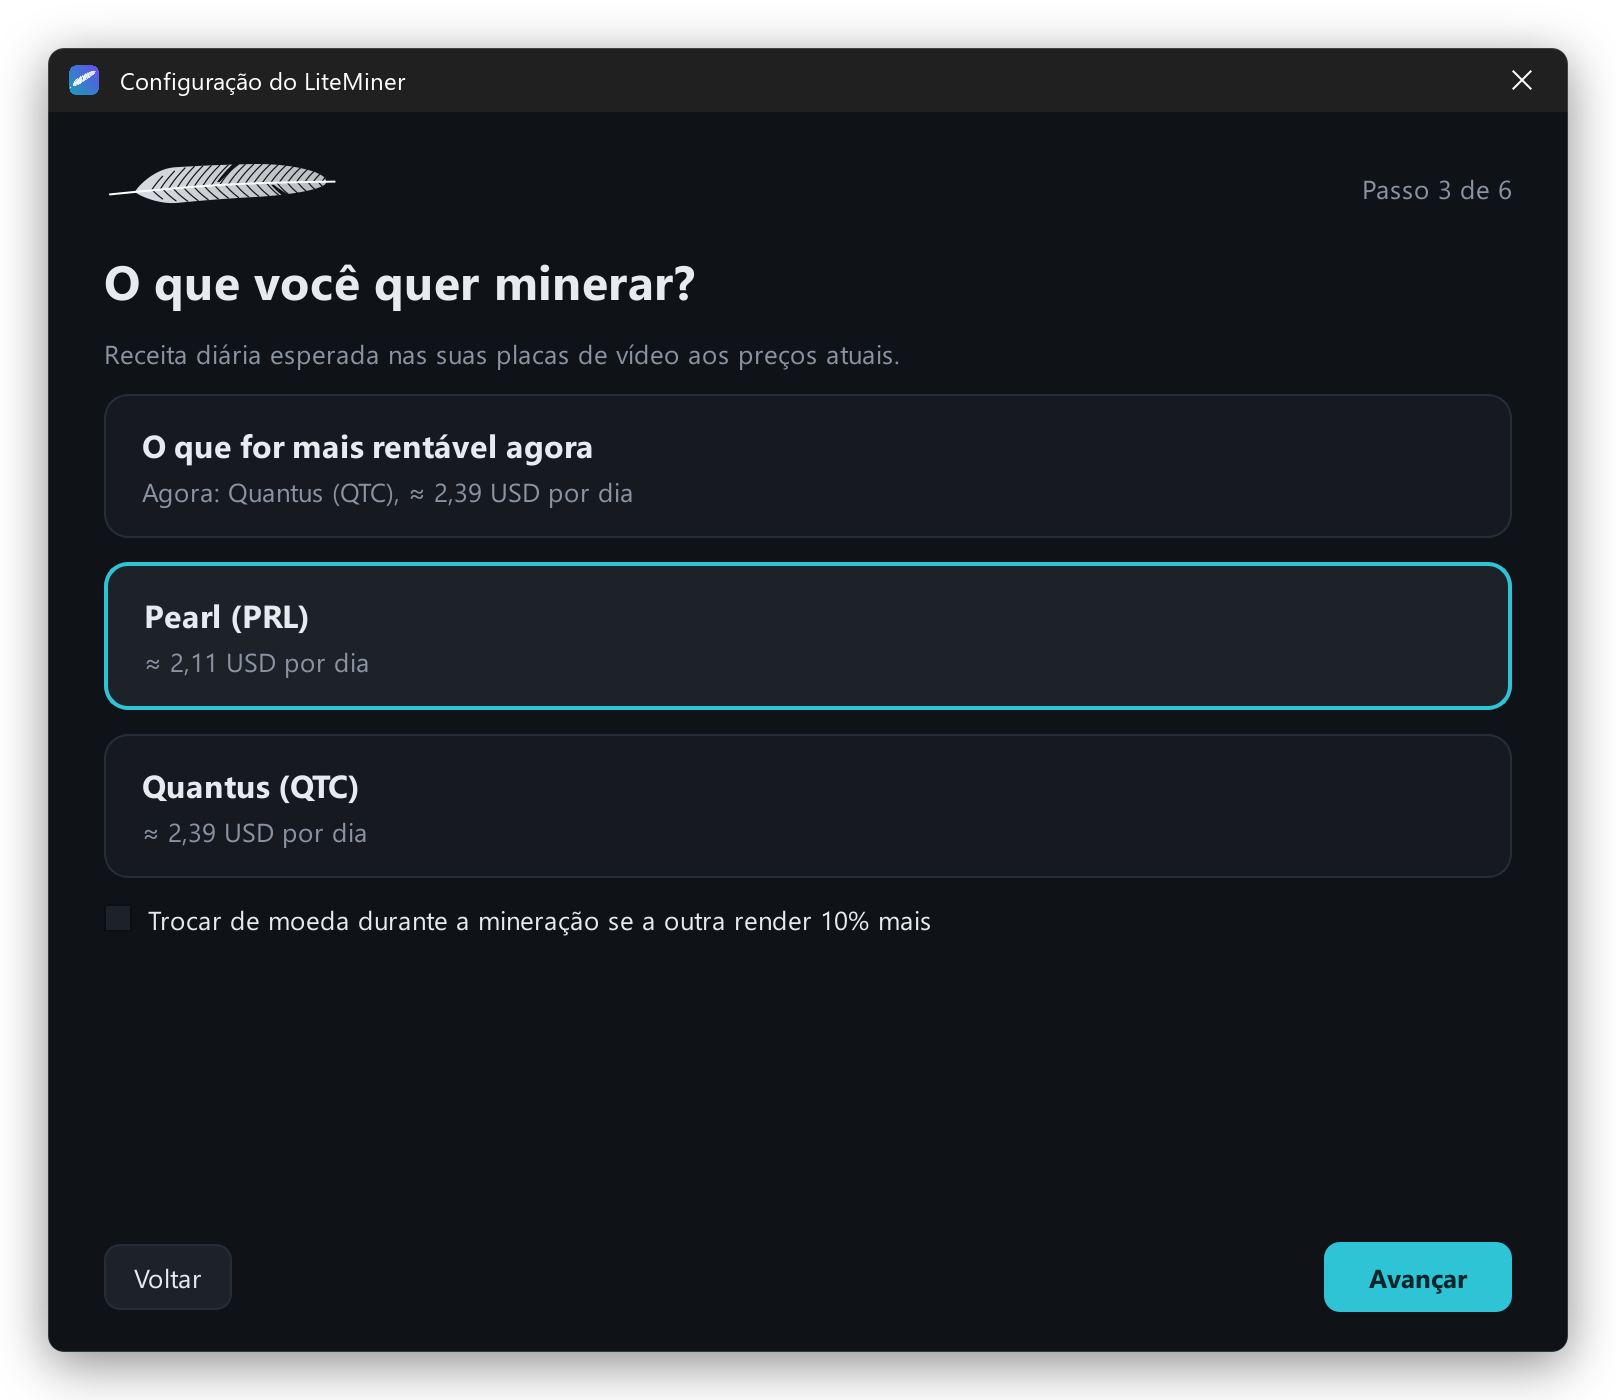 Configuração do LiteMiner
Passo 3 de 6
O que você quer minerar?
Receita diária esperada nas suas placas de vídeo aos preços atuais.
O que for mais rentável agora
Agora: Quantus (QTC), ≈ 2,39 USD por dia
Pearl (PRL)
≈ 2,11 USD por dia
Quantus (QTC)
≈ 2,39 USD por dia
Trocar de moeda durante a mineração se a outra render 10% mais
Voltar
Avançar